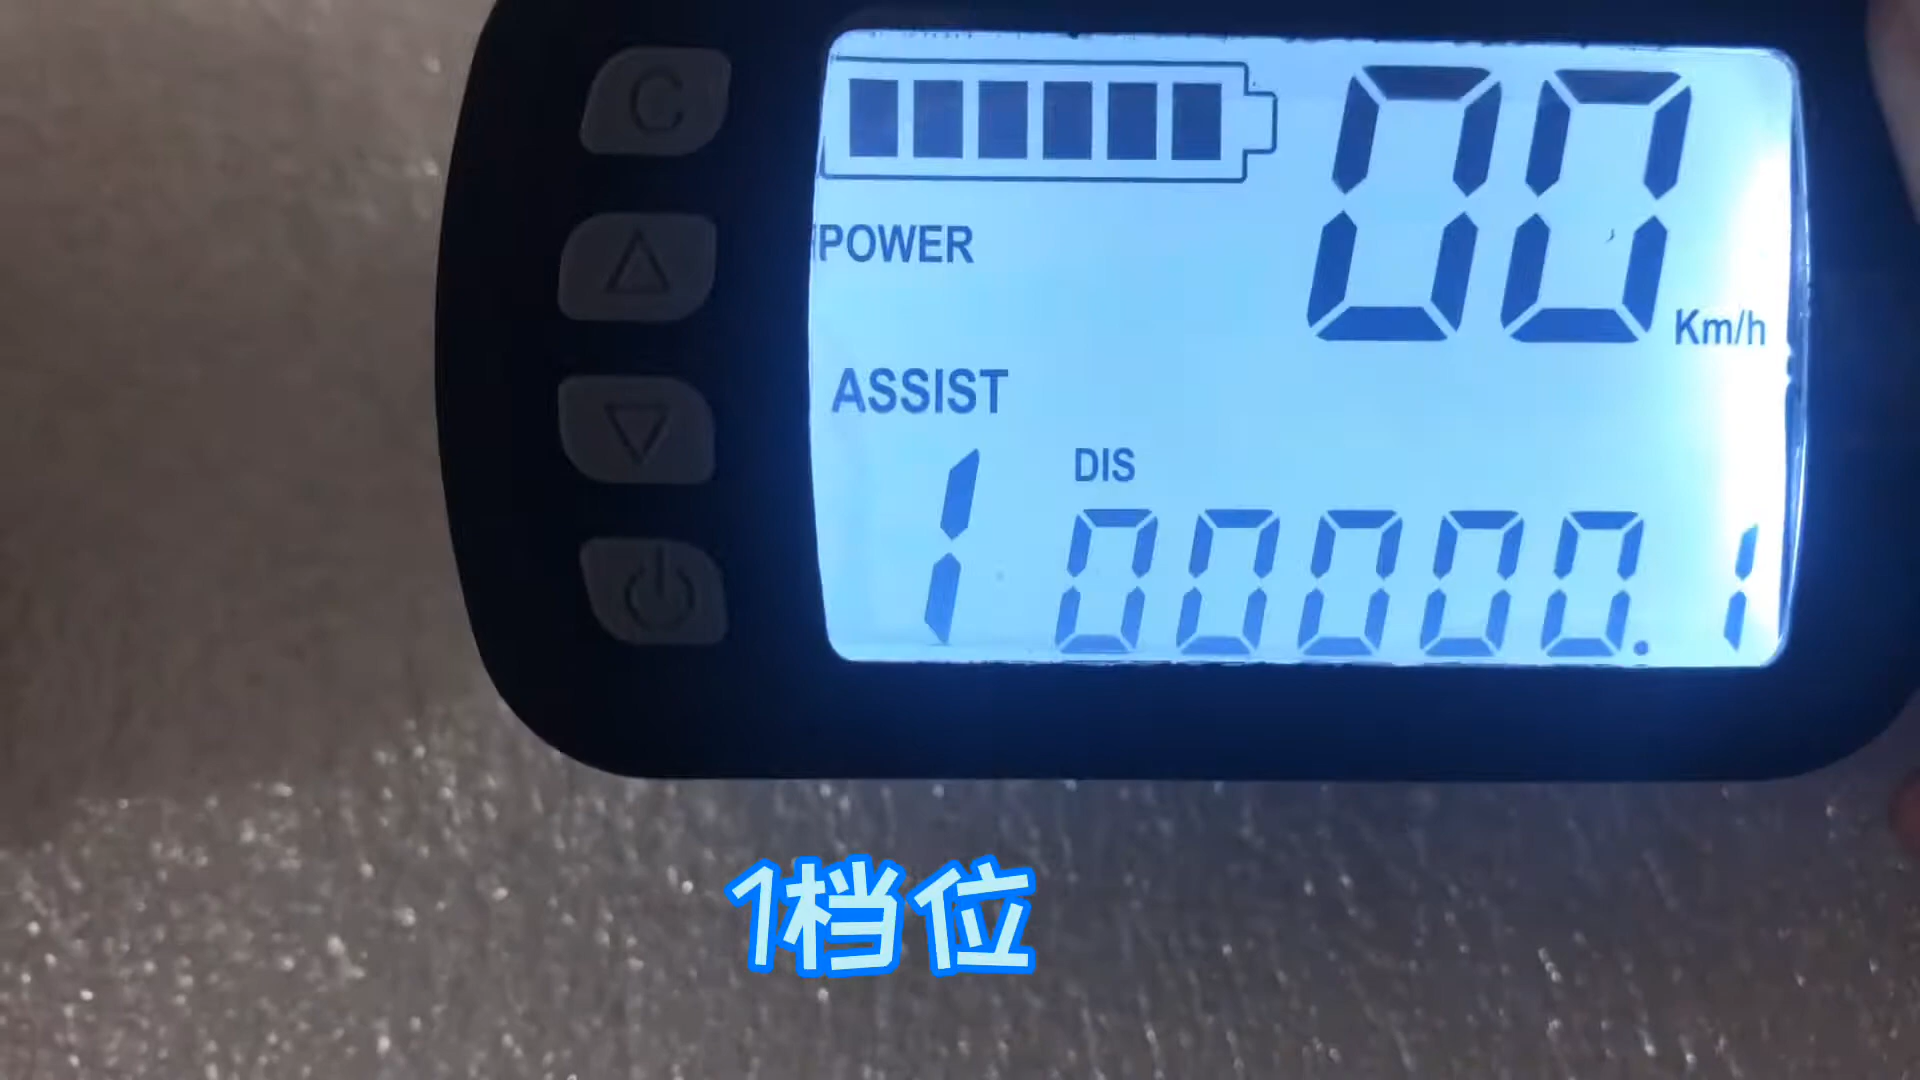 C
00
Km/h
POWER
ASSIST
1
DIS
00000.1
1档位